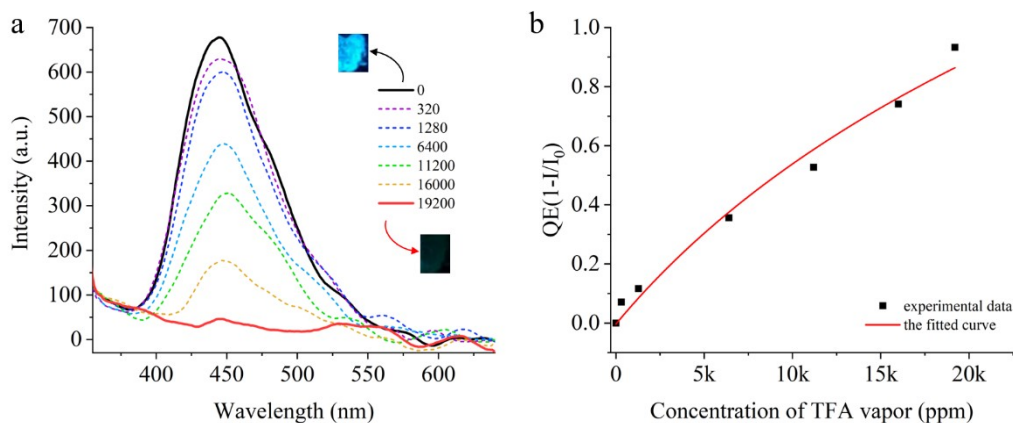 a
700
600
500
400
300
200
100
0
Intensity (a.u.)
400 450 500 550 600
Wavelength (nm)
0
320
1280
6400
11200
16000
19200
b
1.0
0.8
0.6
0.4
0.2
0.0
QE(1-I/I₀)
0 5k 10k 15k 20k
Concentration of TFA vapor (ppm)
experimental data
the fitted curve